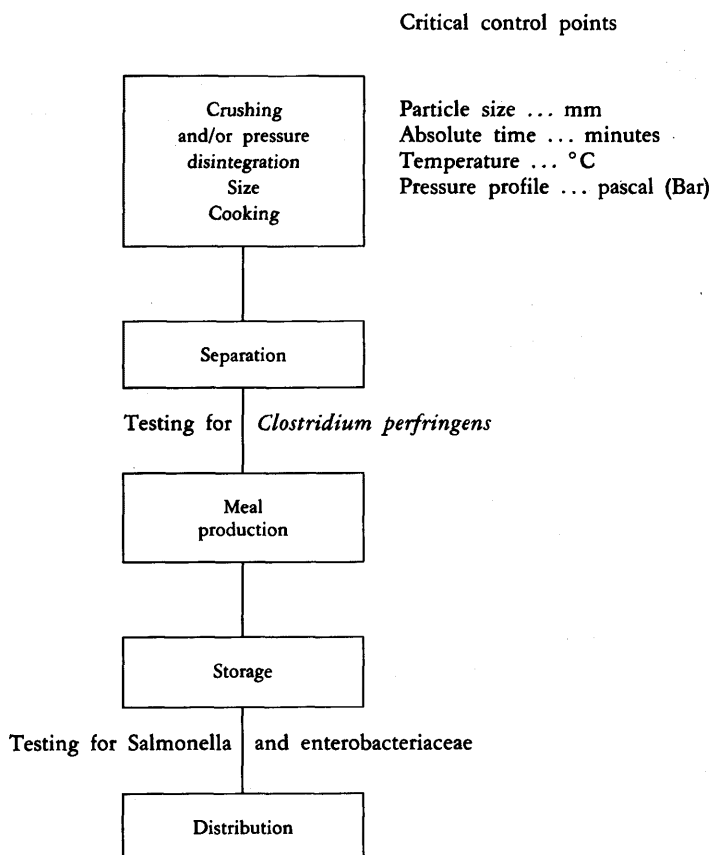 Critical control points
Crushing
and/or pressure
disintegration
Size
Cooking
Particle size ... mm
Absolute time ... minutes
Temperature ... °C
Pressure profile ... pascal (Bar)
Separation
Testing for Clostridium perfringens
Meal
production
Storage
Testing for Salmonella and enterobacteriaceae
Distribution